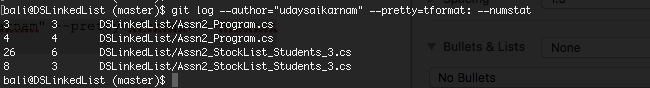 [bali@DSLinkedList (master)$ git log --author="udaysaikarnam" --pretty=tformat: --numstat
3 3 DSLinkedList/Assn2_Program.cs
4 4 DSLinkedList/Assn2_Program.cs
26 6 DSLinkedList/Assn2_StockList_Students_3.cs
8 3 DSLinkedList/Assn2_StockList_Students_3.cs
bali@DSLinkedList (master)$
Bullets & Lists
None
No Bullets